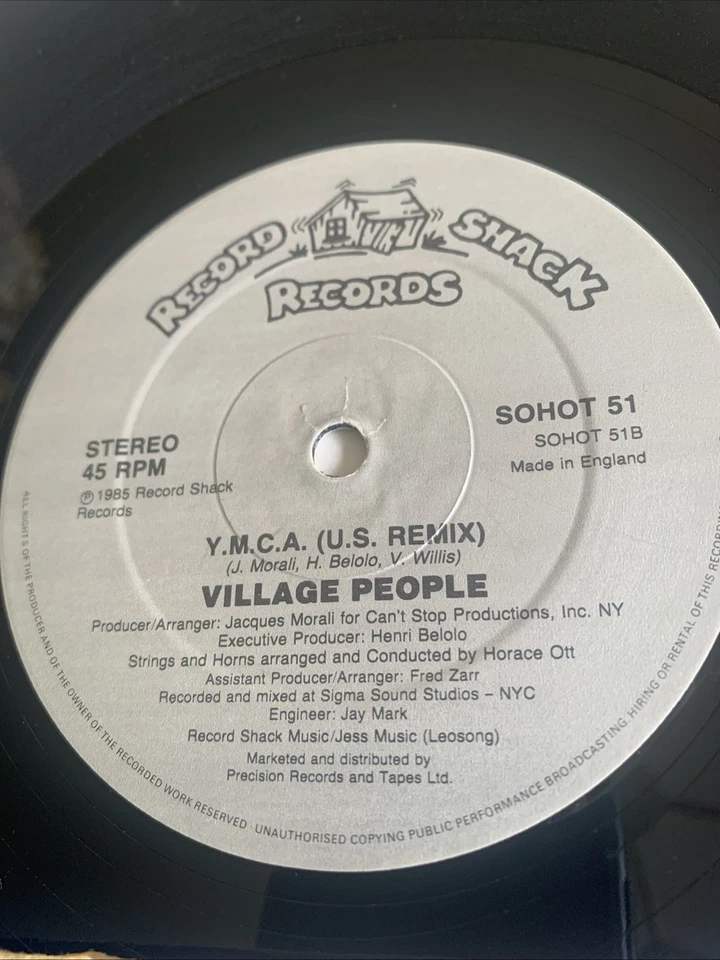 RECORD SHACK
RECORDS
STEREO
45 RPM
℗ 1985 Record Shack
Records
SOHOT 51
SOHOT 51B
Made in England
Y.M.C.A. (U.S. REMIX)
(J. Morali, H. Belolo, V. Willis)
VILLAGE PEOPLE
Producer/Arranger: Jacques Morali for Can't Stop Productions, Inc. NY
Executive Producer: Henri Belolo
Strings and Horns arranged and Conducted by Horace Ott
Assistant Producer/Arranger: Fred Zarr
Recorded and mixed at Sigma Sound Studios – NYC
Engineer: Jay Mark
Record Shack Music/Jess Music (Leosong)
Marketed and distributed by
Precision Records and Tapes Ltd.
ALL RIGHTS OF THE PRODUCER AND OF THE OWNER OF THE RECORDED WORK RESERVED · UNAUTHORISED COPYING PUBLIC PERFORMANCE BROADCASTING, HIRING OR RENTAL OF THIS